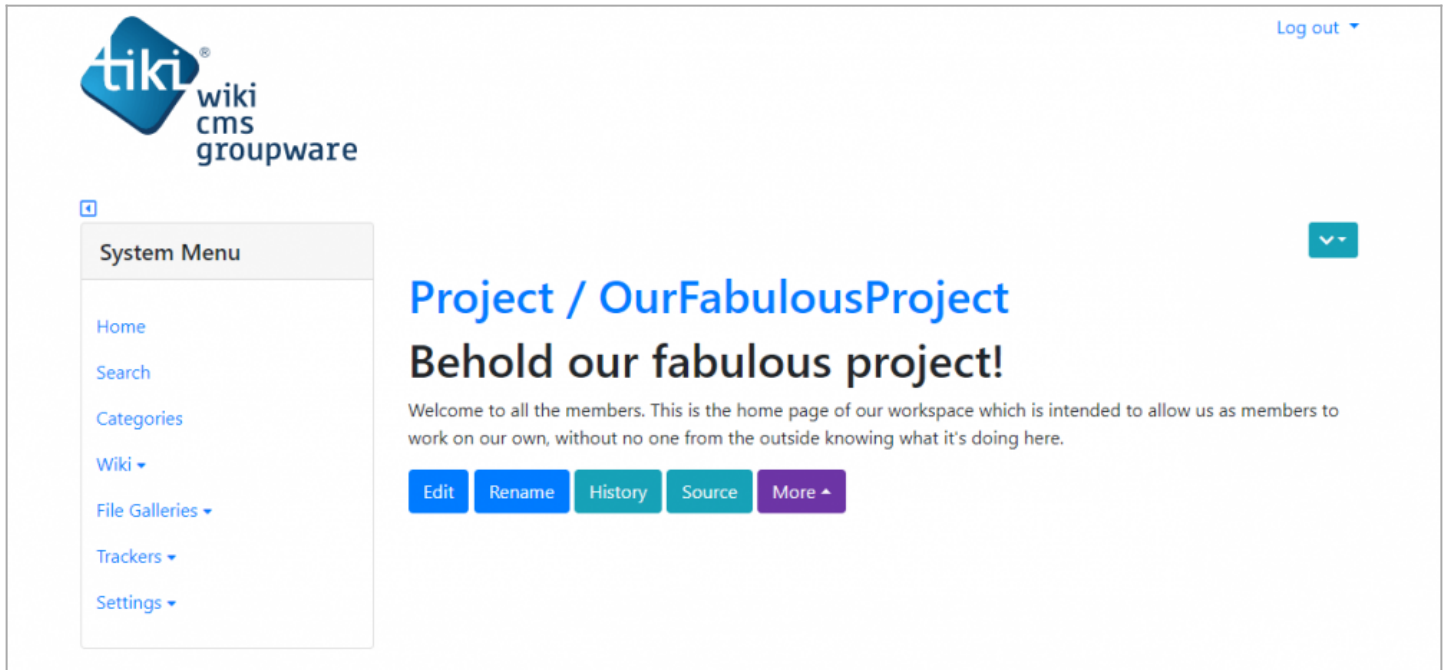 Log out
tiki®
wiki
cms
groupware
System Menu
Home
Search
Categories
Wiki
File Galleries
Trackers
Settings
Project / OurFabulousProject
Behold our fabulous project!
Welcome to all the members. This is the home page of our workspace which is intended to allow us as members to
work on our own, without no one from the outside knowing what it's doing here.
Edit Rename History Source More